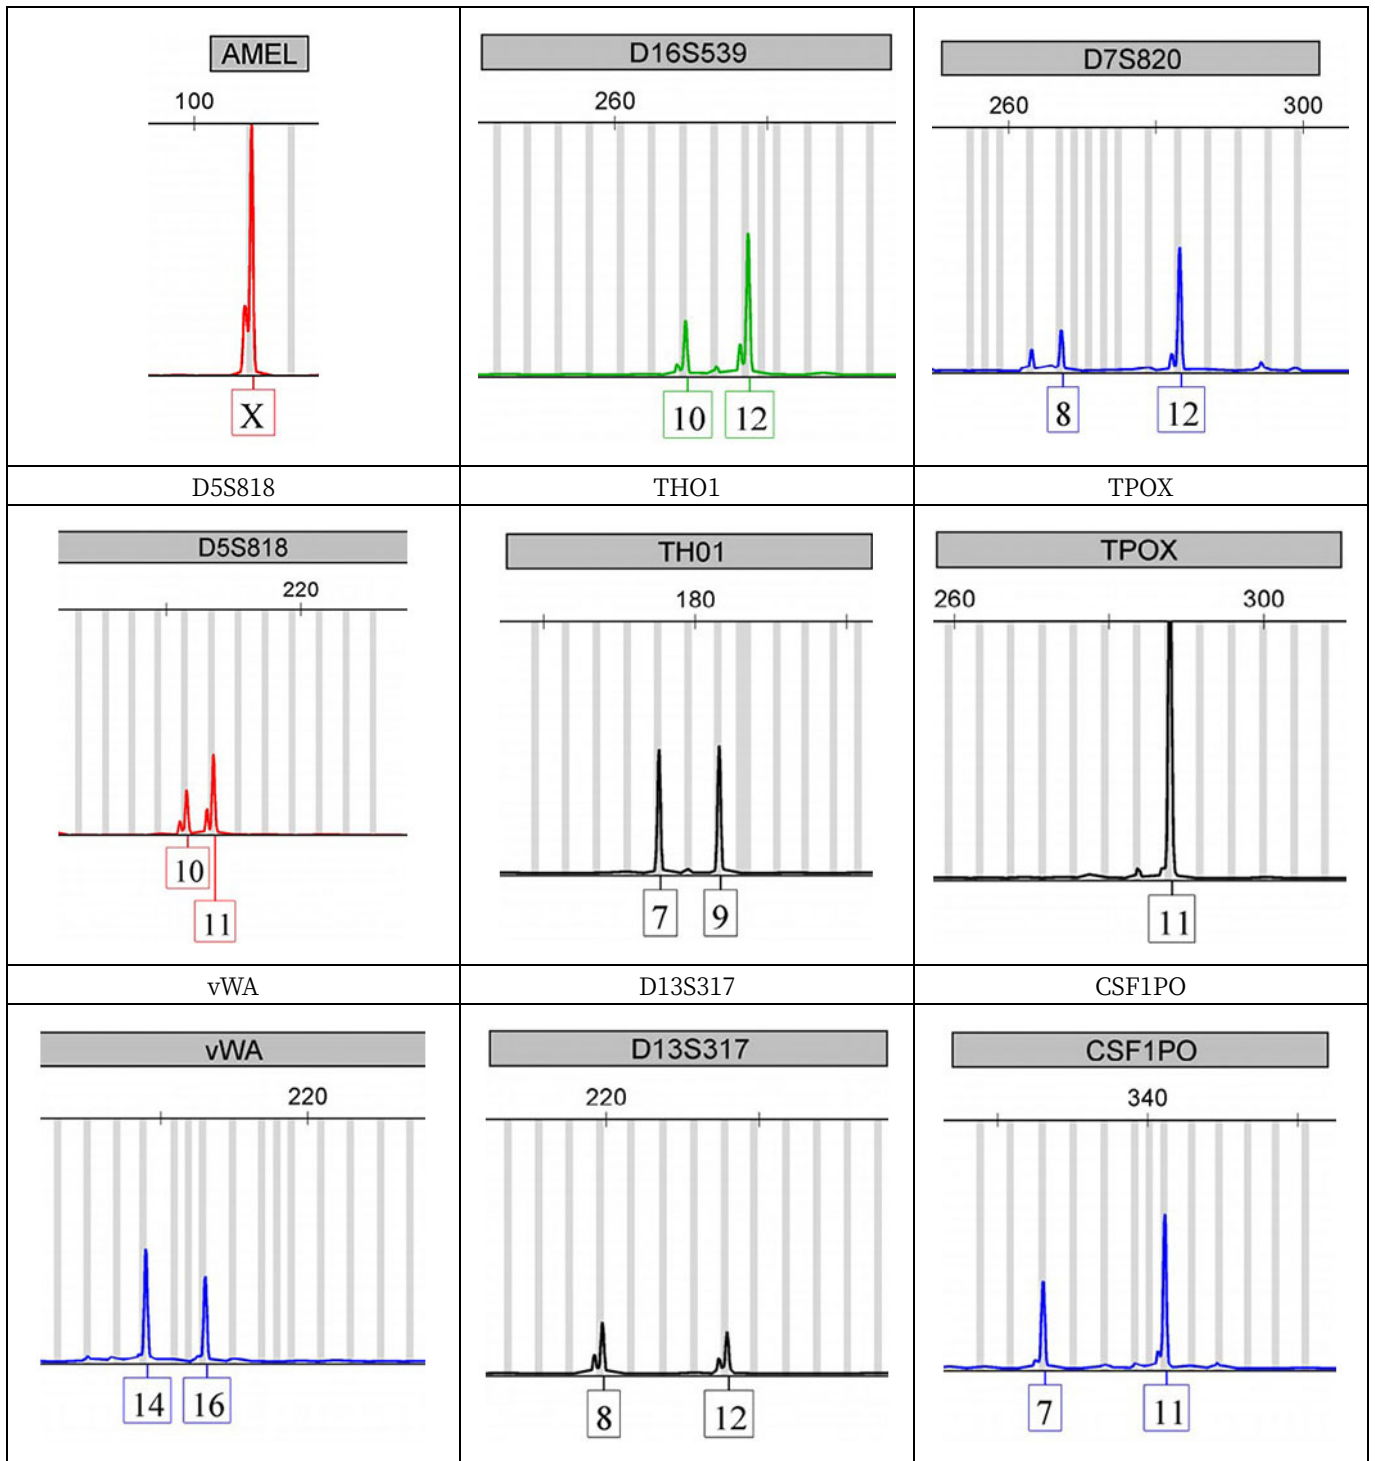 AMEL
100
X
D16S539
260
10 12
D7S820
260 300
8 12
D5S818 THO1 TPOX
D5S818
220
10
11
TH01
180
7 9
TPOX
260 300
11
vWA D13S317 CSF1PO
vWA
220
14 16
D13S317
220
8 12
CSF1PO
340
7 11